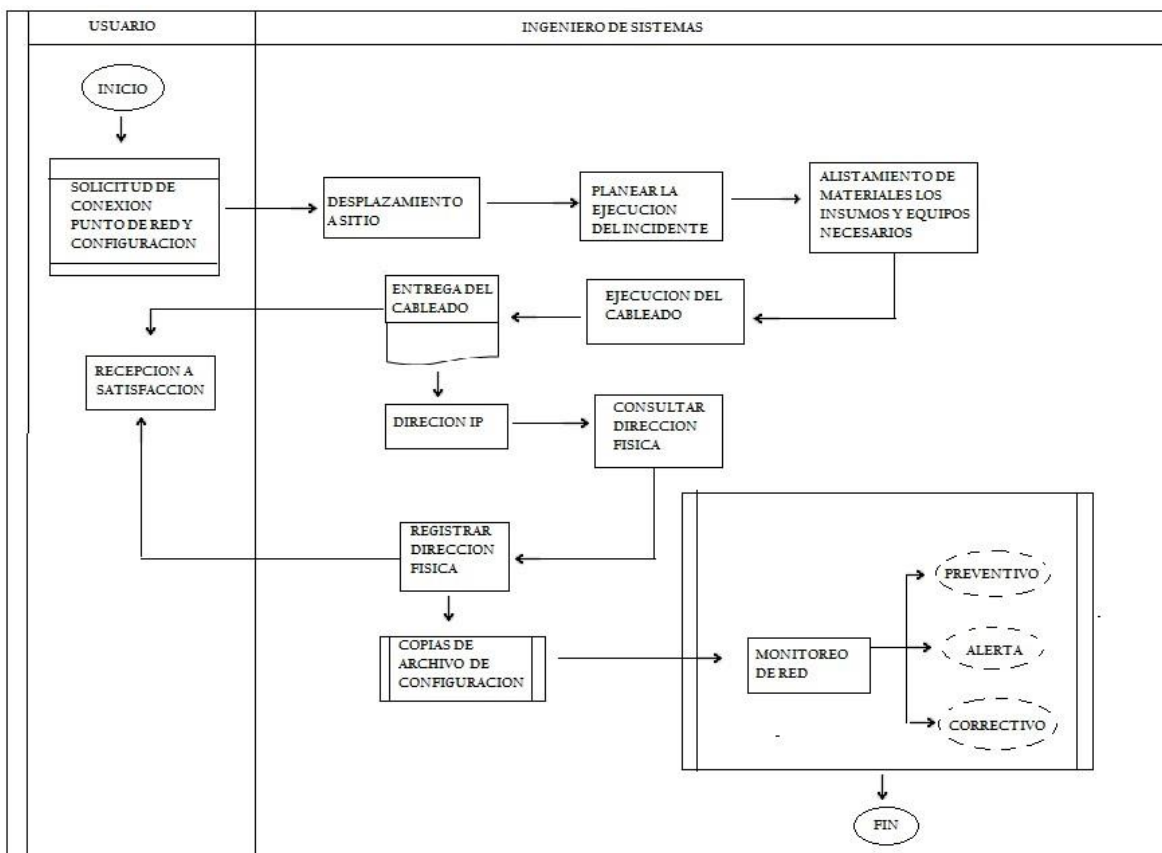 USUARIO
INGENIERO DE SISTEMAS
INICIO
SOLICITUD DE
CONEXION
PUNTO DE RED Y
CONFIGURACION
DESPLAZAMIENTO
A SITIO
PLANEAR LA
EJECUCION
DEL INCIDENTE
ALISTAMIENTO DE
MATERIALES LOS
INSUMOS Y EQUIPOS
NECESARIOS
ENTREGA DEL
CABLEADO
EJECUCION DEL
CABLEADO
RECEPCION A
SATISFACCION
DIRECION IP
CONSULTAR
DIRECCION
FISICA
REGISTRAR
DIRECCION
FISICA
COPIAS DE
ARCHIVO DE
CONFIGURACION
MONITOREO
DE RED
PREVENTIVO
ALERTA
CORRECTIVO
FIN